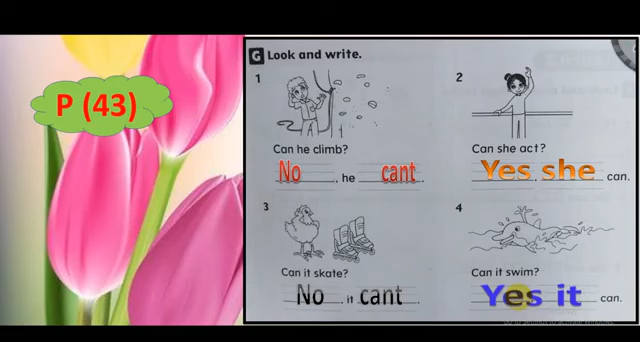 P (43)
G Look and write.
1
2
Can he climb?
Can she act?
No, he cant.
Yes, she can.
3
4
Can it skate?
Can it swim?
No, it cant.
Yes it can.